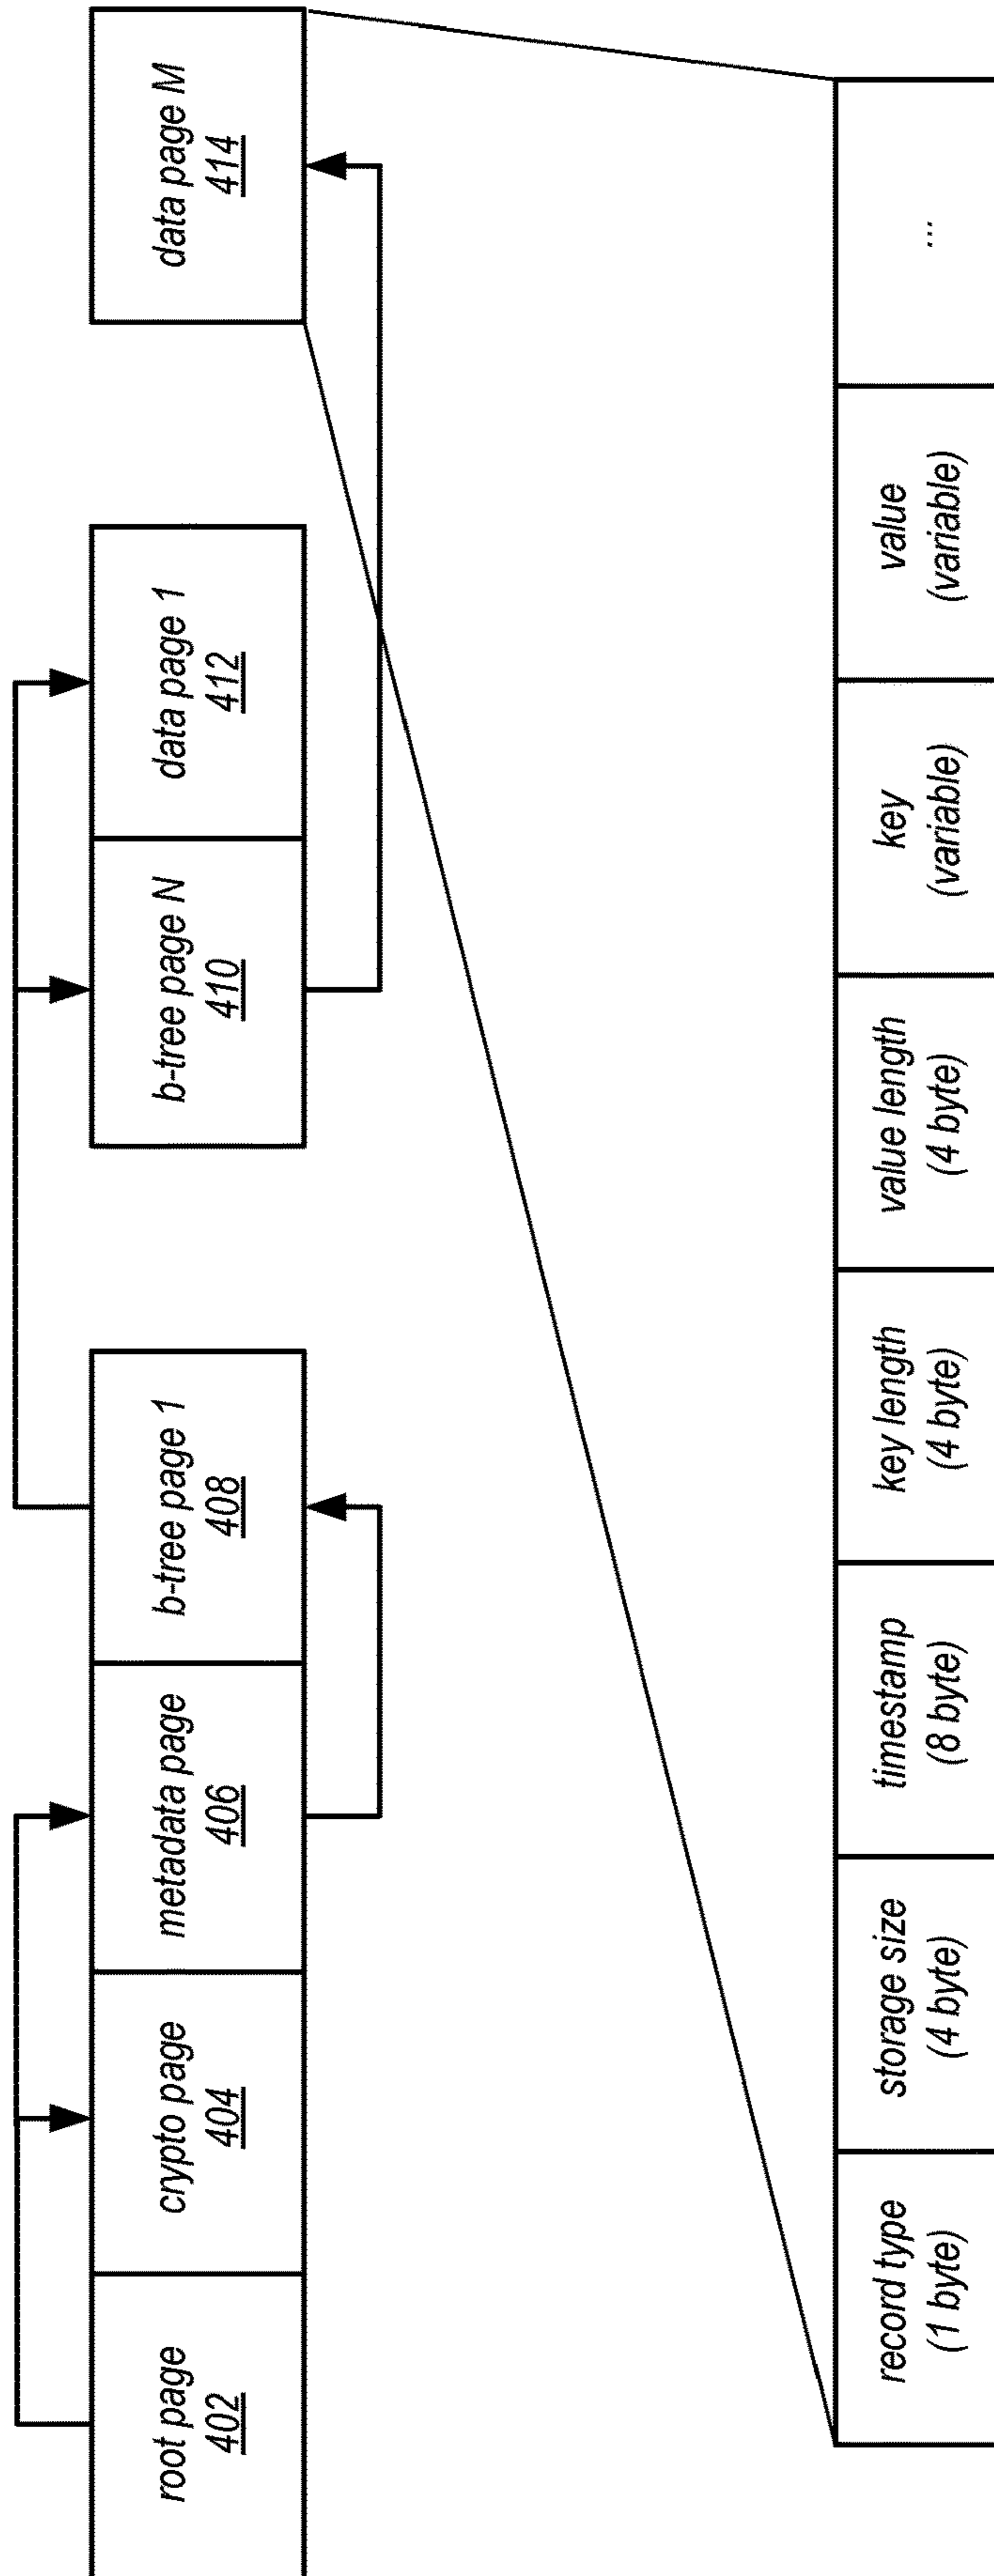 root page
402
crypto page
404
metadata page
406
b-tree page 1
408
b-tree page N
410
data page 1
412
data page M
414
record type
(1 byte)
storage size
(4 byte)
timestamp
(8 byte)
key length
(4 byte)
value length
(4 byte)
key
(variable)
value
(variable)
...